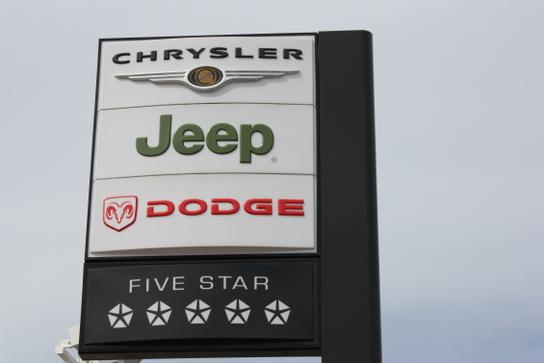 CHRYSLER
Jeep®
DODGE
FIVE STAR